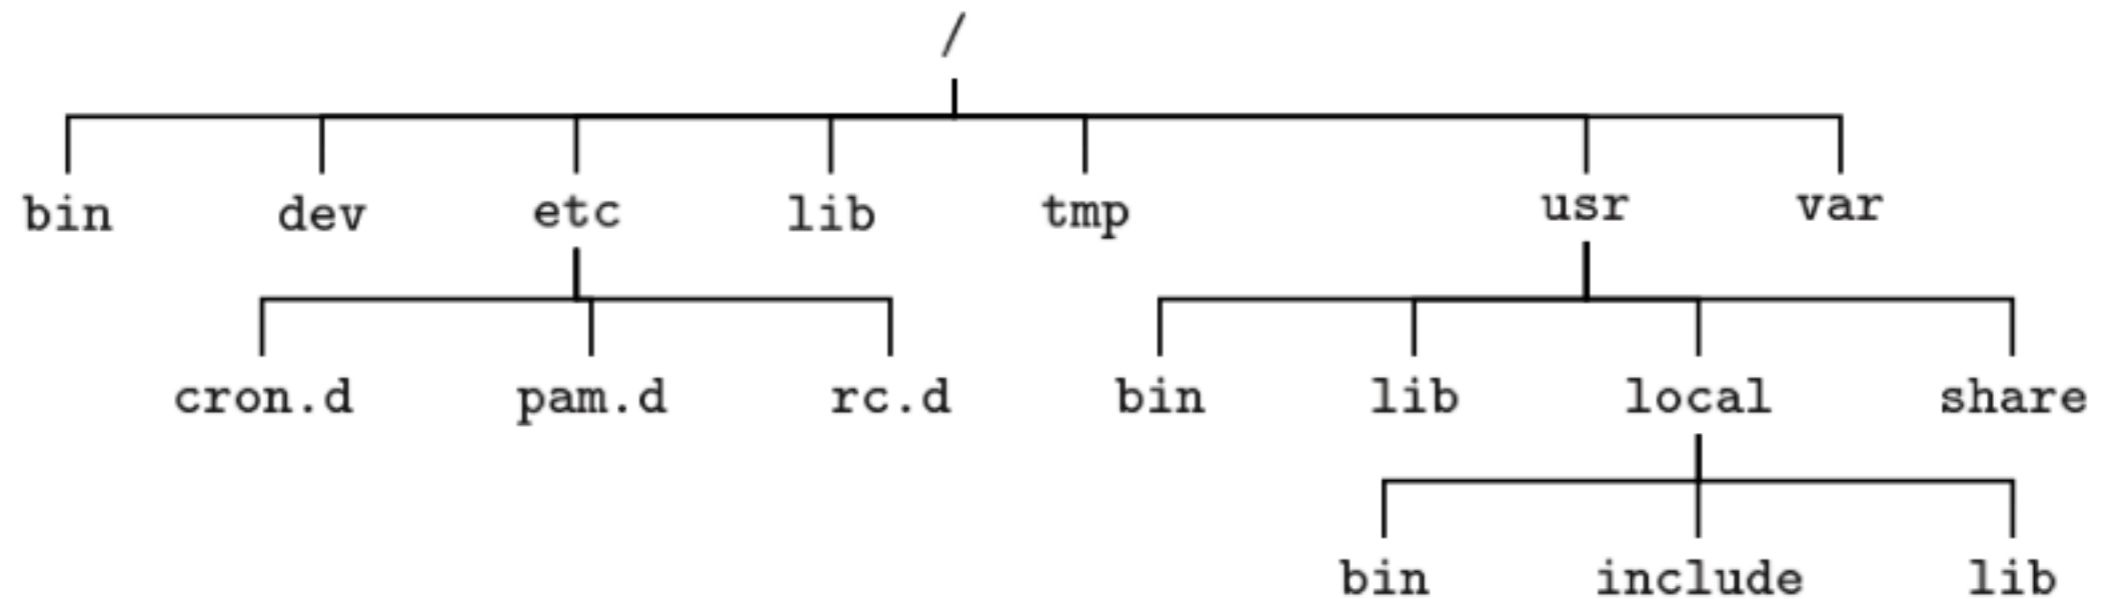 /
bin dev etc lib tmp usr var
cron.d pam.d rc.d bin lib local share
bin include lib